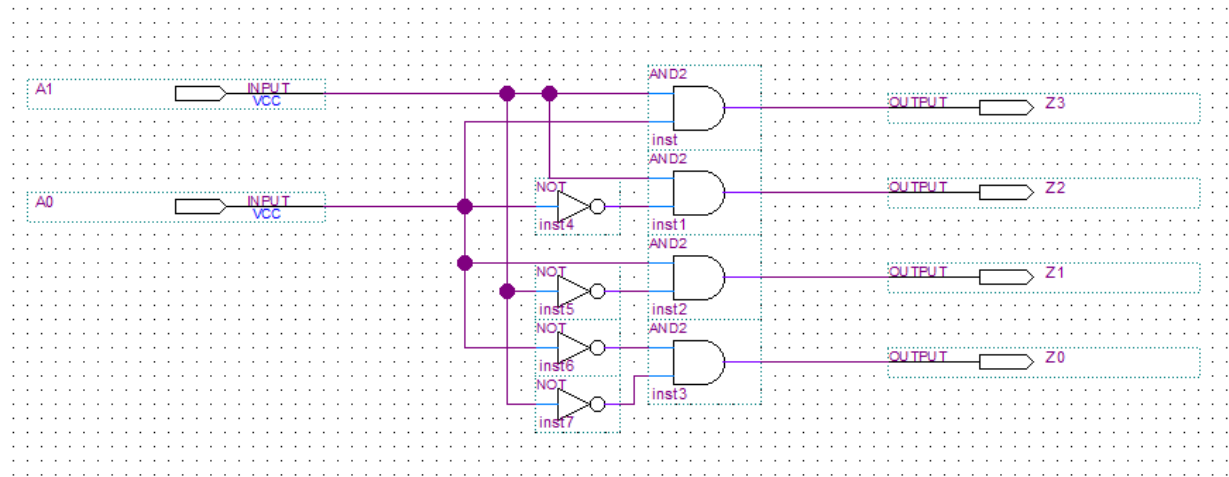 A1
INPUT
VCC
AND2
inst
OUTPUT
Z3
A0
INPUT
VCC
NOT
inst4
AND2
inst1
OUTPUT
Z2
NOT
inst5
AND2
inst2
OUTPUT
Z1
NOT
inst6
AND2
inst3
OUTPUT
Z0
NOT
inst7